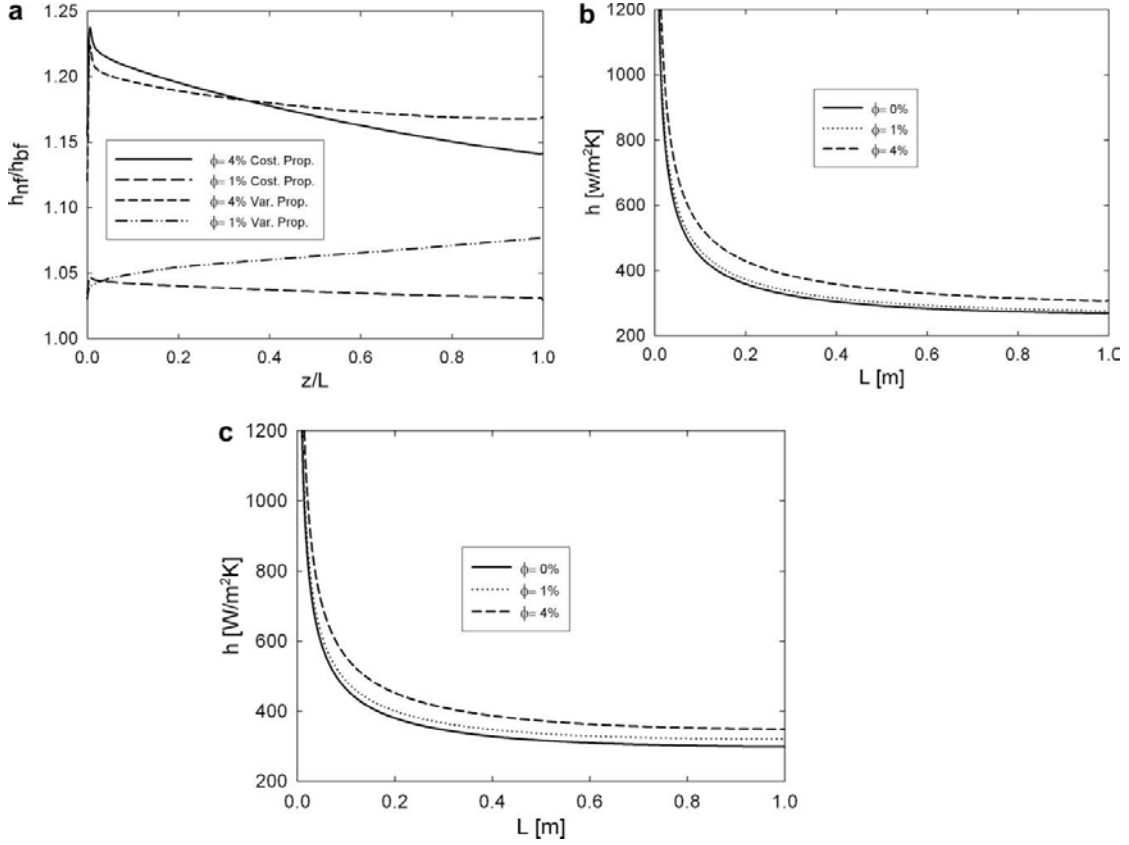 a
1.25
1.20
1.15
1.10
1.05
1.00
h_nf/h_bf
ϕ= 4% Cost. Prop.
ϕ= 1% Cost. Prop.
ϕ= 4% Var. Prop.
ϕ= 1% Var. Prop.
0.0 0.2 0.4 0.6 0.8 1.0
z/L
b
1200
1000
800
600
400
200
h [w/m²K]
ϕ= 0%
ϕ= 1%
ϕ= 4%
0.0 0.2 0.4 0.6 0.8 1.0
L [m]
c
1200
1000
800
600
400
200
h [W/m²K]
ϕ= 0%
ϕ= 1%
ϕ= 4%
0.0 0.2 0.4 0.6 0.8 1.0
L [m]